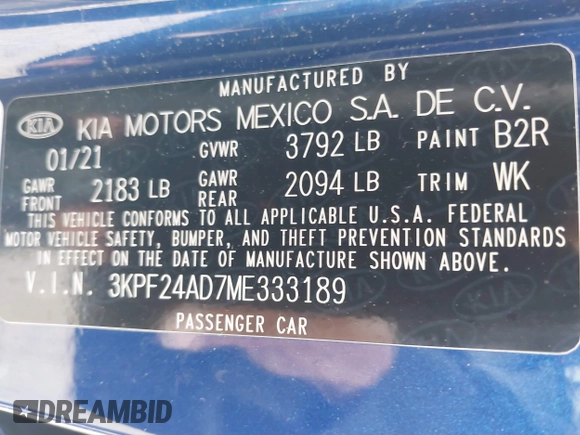 MANUFACTURED BY
KIA KIA MOTORS MEXICO S.A. DE C.V.
01/21 GVWR 3792 LB PAINT B2R
GAWR FRONT 2183 LB GAWR REAR 2094 LB TRIM WK
THIS VEHICLE CONFORMS TO ALL APPLICABLE U.S.A. FEDERAL
MOTOR VEHICLE SAFETY, BUMPER, AND THEFT PREVENTION STANDARDS
IN EFFECT ON THE DATE OF MANUFACTURE SHOWN ABOVE.
V.I.N. 3KPF24AD7ME333189
PASSENGER CAR
DREAMBID